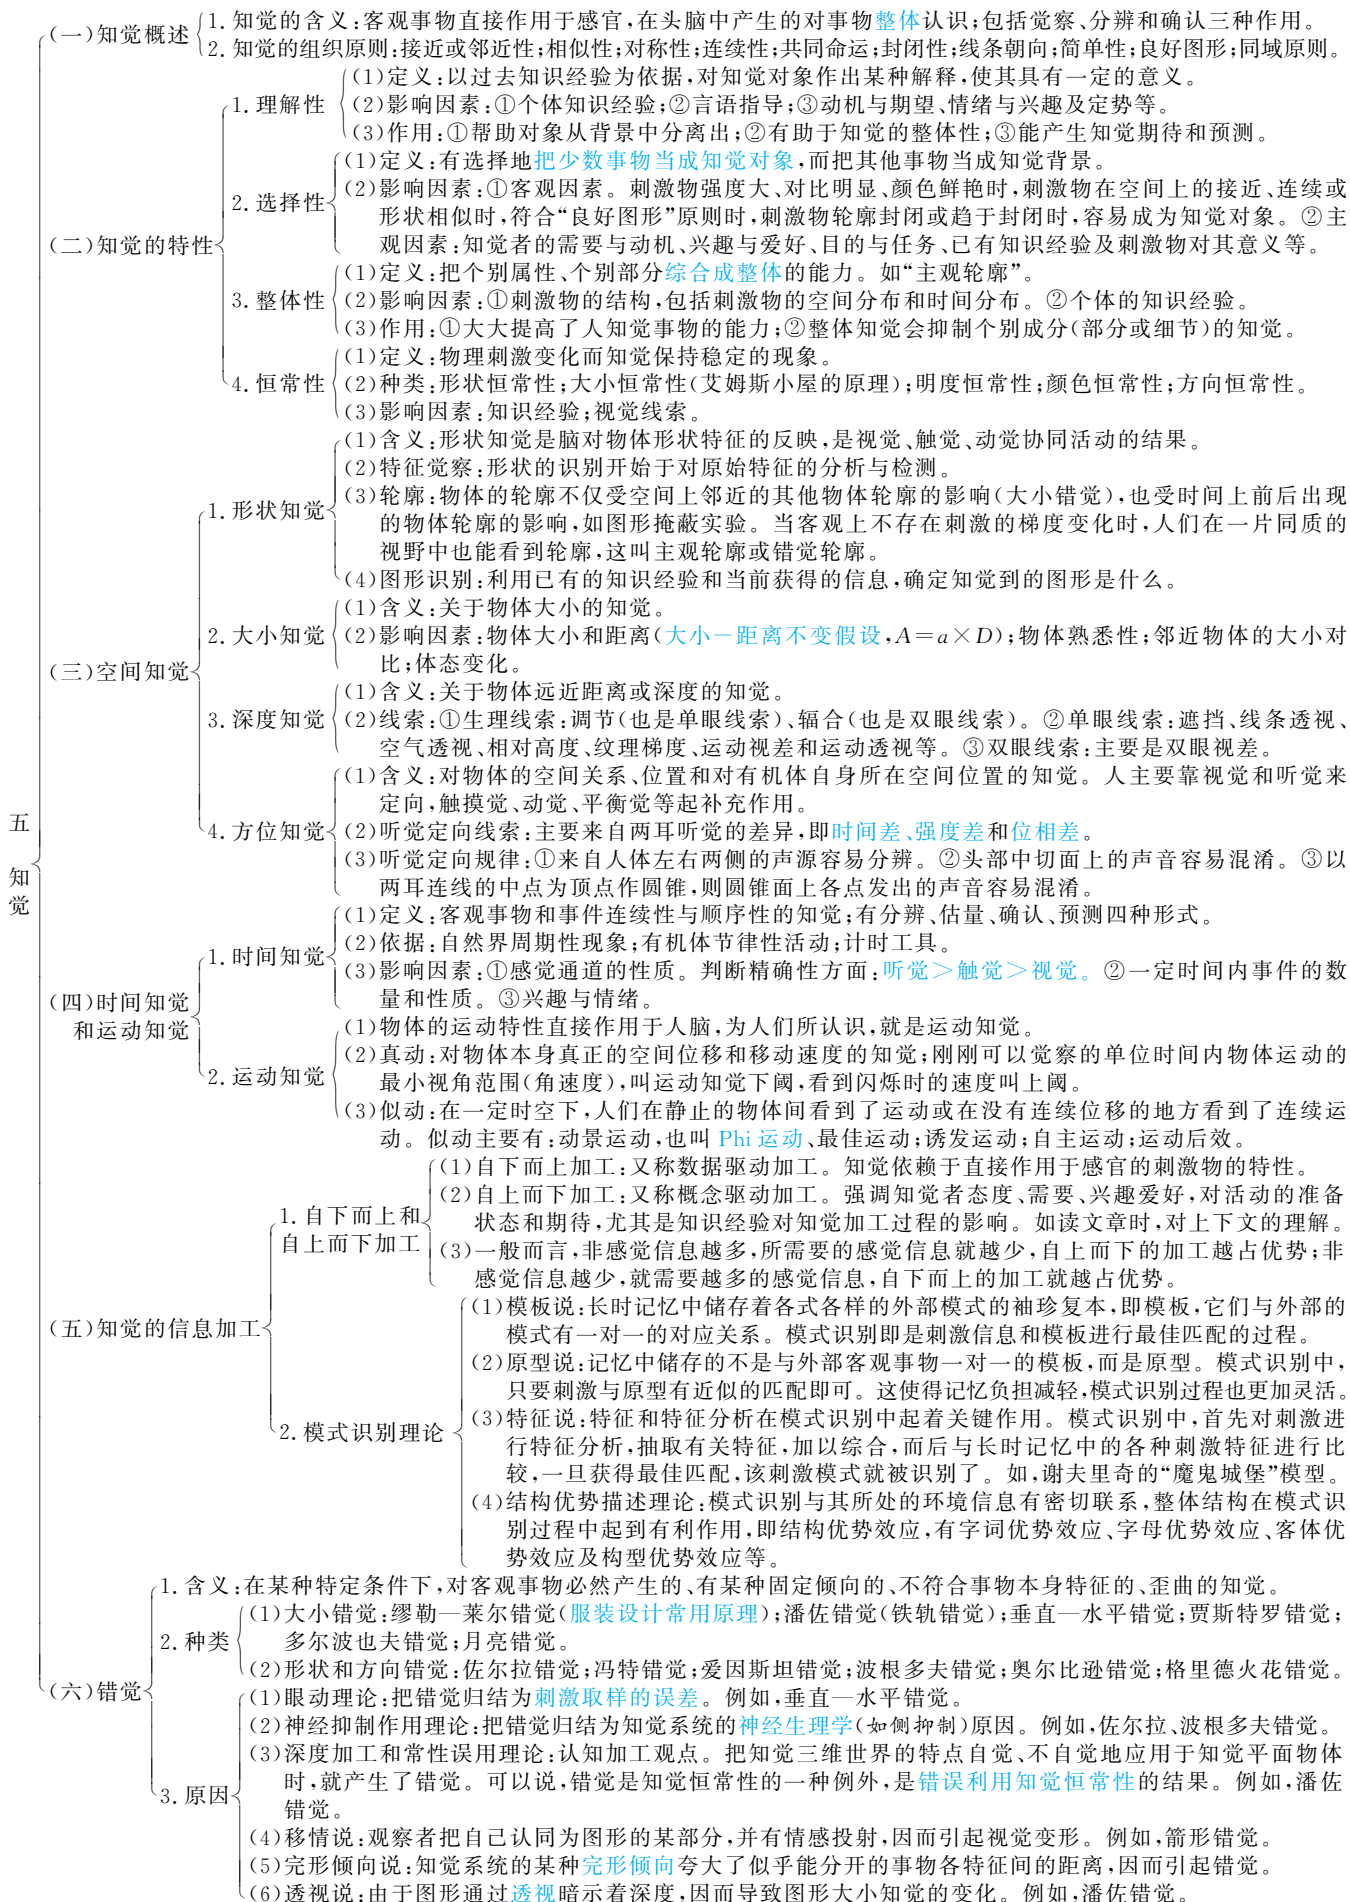 五 知觉
(一)知觉概述
1. 知觉的含义:客观事物直接作用于感官,在头脑中产生的对事物整体认识;包括觉察、分辨和确认三种作用。
2. 知觉的组织原则:接近或邻近性;相似性;对称性;连续性;共同命运;封闭性;线条朝向;简单性;良好图形;同域原则。
(二)知觉的特性
1. 理解性
(1)定义:以过去知识经验为依据,对知觉对象作出某种解释,使其具有一定的意义。
(2)影响因素:①个体知识经验;②言语指导;③动机与期望、情绪与兴趣及定势等。
(3)作用:①帮助对象从背景中分离出;②有助于知觉的整体性;③能产生知觉期待和预测。
2. 选择性
(1)定义:有选择地把少数事物当成知觉对象,而把其他事物当成知觉背景。
(2)影响因素:①客观因素。刺激物强度大、对比明显、颜色鲜艳时,刺激物在空间上的接近、连续或
形状相似时,符合“良好图形”原则时,刺激物轮廓封闭或趋于封闭时,容易成为知觉对象。②主
观因素:知觉者的需要与动机、兴趣与爱好、目的与任务、已有知识经验及刺激物对其意义等。
3. 整体性
(1)定义:把个别属性、个别部分综合成整体的能力。如“主观轮廓”。
(2)影响因素:①刺激物的结构,包括刺激物的空间分布和时间分布。②个体的知识经验。
(3)作用:①大大提高了人知觉事物的能力;②整体知觉会抑制个别成分(部分或细节)的知觉。
4. 恒常性
(1)定义:物理刺激变化而知觉保持稳定的现象。
(2)种类:形状恒常性;大小恒常性(艾姆斯小屋的原理);明度恒常性;颜色恒常性;方向恒常性。
(3)影响因素:知识经验;视觉线索。
(三)空间知觉
1. 形状知觉
(1)含义:形状知觉是脑对物体形状特征的反映,是视觉、触觉、动觉协同活动的结果。
(2)特征觉察:形状的识别开始于对原始特征的分析与检测。
(3)轮廓:物体的轮廓不仅受空间上邻近的其他物体轮廓的影响(大小错觉),也受时间上前后出现
的物体轮廓的影响,如图形掩蔽实验。当客观上不存在刺激的梯度变化时,人们在一片同质的
视野中也能看到轮廓,这叫主观轮廓或错觉轮廓。
(4)图形识别:利用已有的知识经验和当前获得的信息,确定知觉到的图形是什么。
2. 大小知觉
(1)含义:关于物体大小的知觉。
(2)影响因素:物体大小和距离(大小－距离不变假设,A=a×D);物体熟悉性;邻近物体的大小对
比;体态变化。
3. 深度知觉
(1)含义:关于物体远近距离或深度的知觉。
(2)线索:①生理线索:调节(也是单眼线索)、辐合(也是双眼线索)。②单眼线索:遮挡、线条透视、
空气透视、相对高度、纹理梯度、运动视差和运动透视等。③双眼线索:主要是双眼视差。
4. 方位知觉
(1)含义:对物体的空间关系、位置和对有机体自身所在空间位置的知觉。人主要靠视觉和听觉来
定向,触摸觉、动觉、平衡觉等起补充作用。
(2)听觉定向线索:主要来自两耳听觉的差异,即时间差、强度差和位相差。
(3)听觉定向规律:①来自人体左右两侧的声源容易分辨。②头部中切面上的声音容易混淆。③以
两耳连线的中点为顶点作圆锥,则圆锥面上各点发出的声音容易混淆。
(四)时间知觉
和运动知觉
1. 时间知觉
(1)定义:客观事物和事件连续性与顺序性的知觉;有分辨、估量、确认、预测四种形式。
(2)依据:自然界周期性现象;有机体节律性活动;计时工具。
(3)影响因素:①感觉通道的性质。判断精确性方面:听觉＞触觉＞视觉。②一定时间内事件的数
量和性质。③兴趣与情绪。
2. 运动知觉
(1)物体的运动特性直接作用于人脑,为人们所认识,就是运动知觉。
(2)真动:对物体本身真正的空间位移和移动速度的知觉;刚刚可以觉察的单位时间内物体运动的
最小视角范围(角速度),叫运动知觉下阈,看到闪烁时的速度叫上阈。
(3)似动:在一定时空下,人们在静止的物体间看到了运动或在没有连续位移的地方看到了连续运
动。似动主要有:动景运动,也叫 Phi 运动、最佳运动;诱发运动;自主运动;运动后效。
(五)知觉的信息加工
1. 自下而上和
自上而下加工
(1)自下而上加工:又称数据驱动加工。知觉依赖于直接作用于感官的刺激物的特性。
(2)自上而下加工:又称概念驱动加工。强调知觉者态度、需要、兴趣爱好,对活动的准备
状态和期待,尤其是知识经验对知觉加工过程的影响。如读文章时,对上下文的理解。
(3)一般而言,非感觉信息越多,所需要的感觉信息就越少,自上而下的加工越占优势;非
感觉信息越少,就需要越多的感觉信息,自下而上的加工就越占优势。
2. 模式识别理论
(1)模板说:长时记忆中储存着各式各样的外部模式的袖珍复本,即模板,它们与外部的
模式有一对一的对应关系。模式识别即是刺激信息和模板进行最佳匹配的过程。
(2)原型说:记忆中储存的不是与外部客观事物一对一的模板,而是原型。模式识别中,
只要刺激与原型有近似的匹配即可。这使得记忆负担减轻,模式识别过程也更加灵活。
(3)特征说:特征和特征分析在模式识别中起着关键作用。模式识别中,首先对刺激进
行特征分析,抽取有关特征,加以综合,而后与长时记忆中的各种刺激特征进行比
较,一旦获得最佳匹配,该刺激模式就被识别了。如,谢夫里奇的“魔鬼城堡”模型。
(4)结构优势描述理论:模式识别与其所处的环境信息有密切联系,整体结构在模式识
别过程中起到有利作用,即结构优势效应,有字词优势效应、字母优势效应、客体优
势效应及构型优势效应等。
(六)错觉
1. 含义:在某种特定条件下,对客观事物必然产生的、有某种固定倾向的、不符合事物本身特征的、歪曲的知觉。
2. 种类
(1)大小错觉:缪勒—莱尔错觉(服装设计常用原理);潘佐错觉(铁轨错觉);垂直—水平错觉;贾斯特罗错觉;
多尔波也夫错觉;月亮错觉。
(2)形状和方向错觉:佐尔拉错觉;冯特错觉;爱因斯坦错觉;波根多夫错觉;奥尔比逊错觉;格里德火花错觉。
3. 原因
(1)眼动理论:把错觉归结为刺激取样的误差。例如,垂直—水平错觉。
(2)神经抑制作用理论:把错觉归结为知觉系统的神经生理学(如侧抑制)原因。例如,佐尔拉、波根多夫错觉。
(3)深度加工和常性误用理论:认知加工观点。把知觉三维世界的特点自觉、不自觉地应用于知觉平面物体
时,就产生了错觉。可以说,错觉是知觉恒常性的一种例外,是错误利用知觉恒常性的结果。例如,潘佐
错觉。
(4)移情说:观察者把自己认同为图形的某部分,并有情感投射,因而引起视觉变形。例如,箭形错觉。
(5)完形倾向说:知觉系统的某种完形倾向夸大了似乎能分开的事物各特征间的距离,因而引起错觉。
(6)透视说:由于图形通过透视暗示着深度,因而导致图形大小知觉的变化。例如,潘佐错觉。